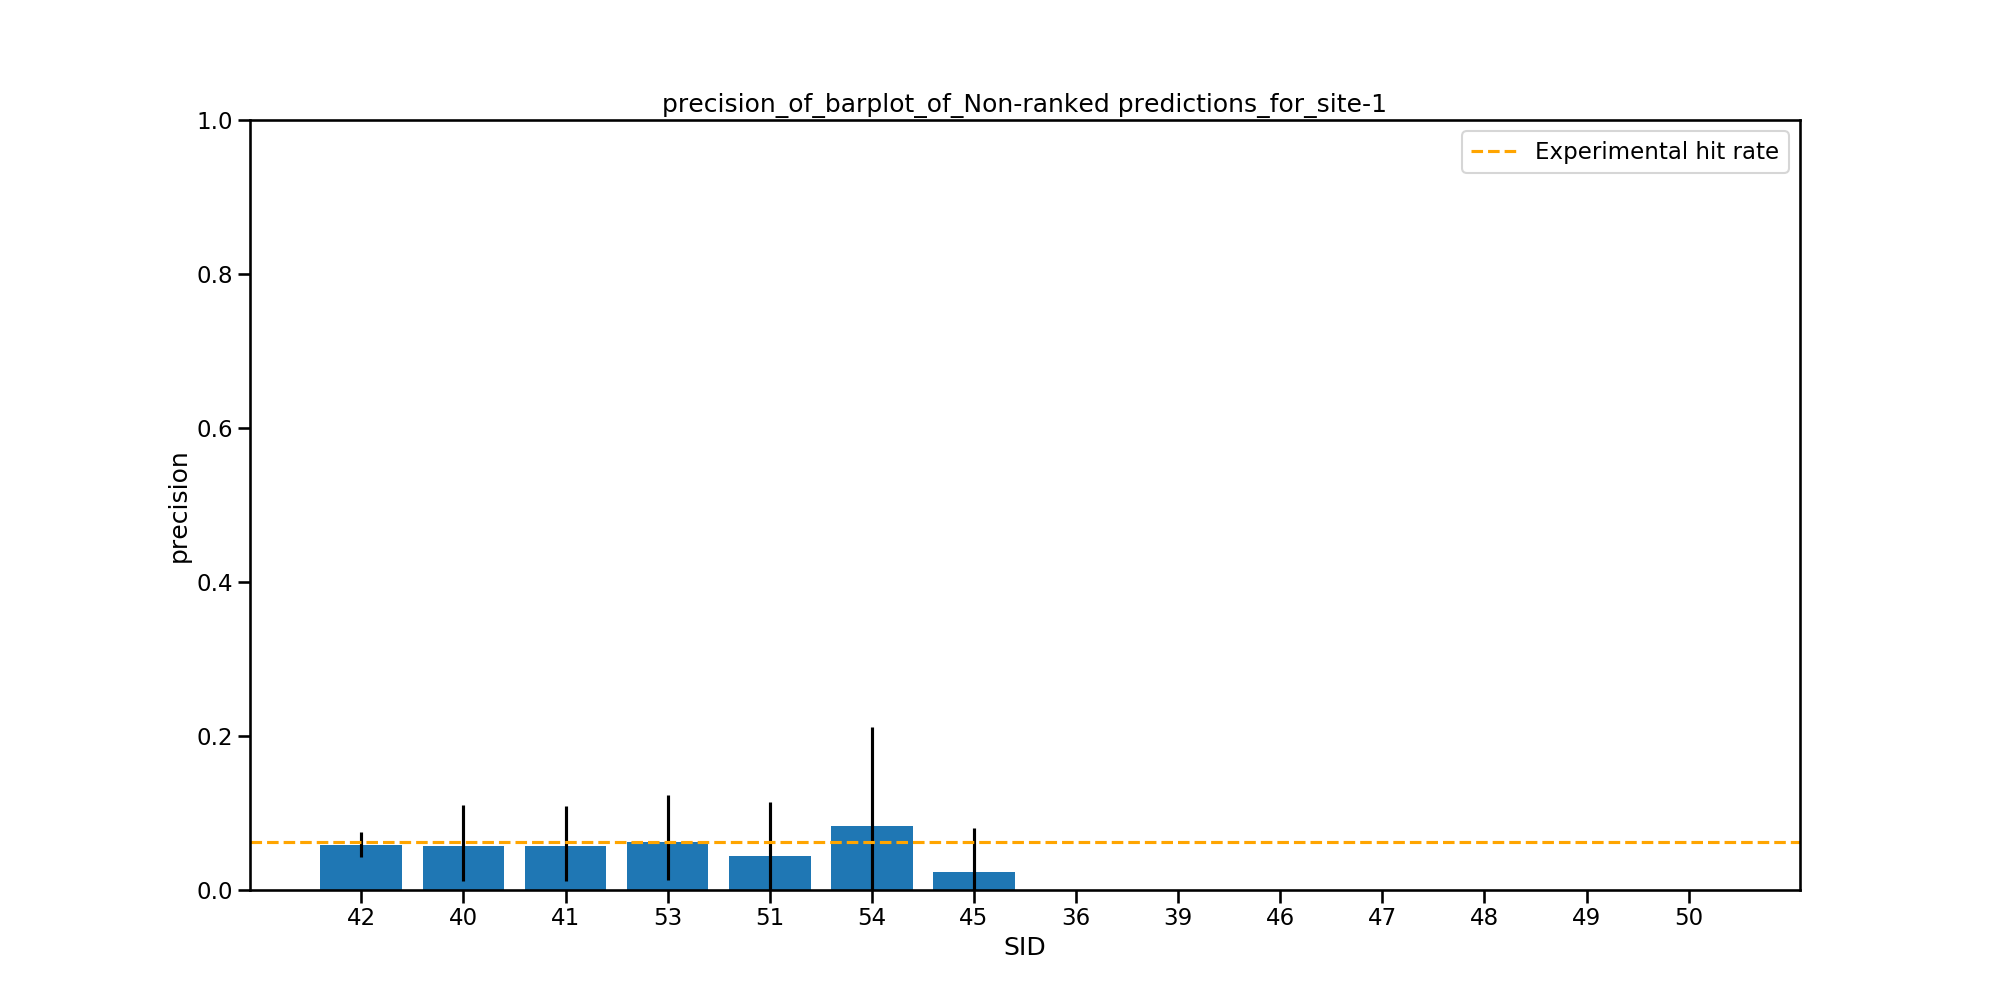 precision_of_barplot_of_Non-ranked predictions_for_site-1
1.0
Experimental hit rate
0.8
0.6
precision
0.4
0.2
0.0
42 40 41 53 51 54 45 36 39 46 47 48 49 50
SID